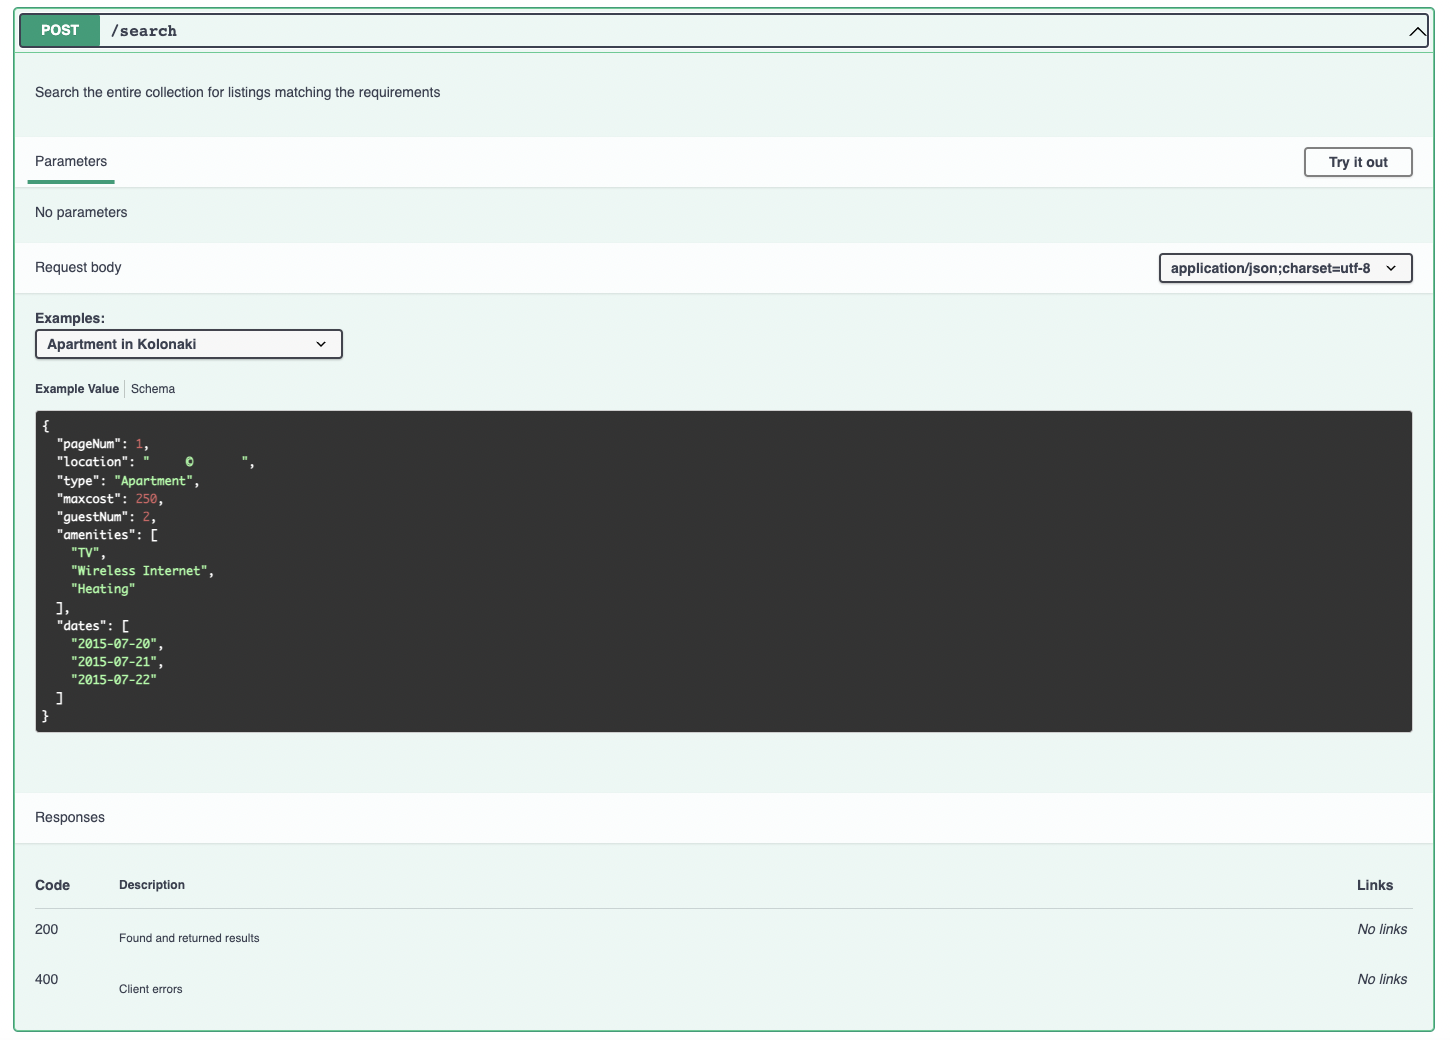 POST /search
Search the entire collection for listings matching the requirements
Parameters
Try it out
No parameters
Request body
application/json;charset=utf-8
Examples:
Apartment in Kolonaki
Example Value
Schema
{
"pageNum": 1,
"location": "     ©       ",
"type": "Apartment",
"maxcost": 250,
"guestNum": 2,
"amenities": [
"TV",
"Wireless Internet",
"Heating"
],
"dates": [
"2015-07-20",
"2015-07-21",
"2015-07-22"
]
}
Responses
Code Description Links
200 Found and returned results No links
400 Client errors No links